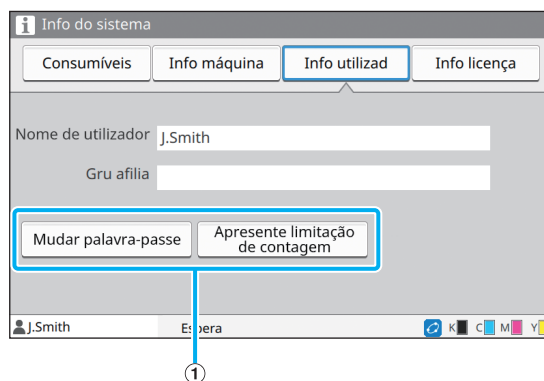 Info do sistema
Consumíveis Info máquina Info utilizad Info licença
Nome de utilizador J.Smith
Gru afilia
Mudar palavra-passe Apresente limitação
de contagem
J.Smith Espera K C M Y
①